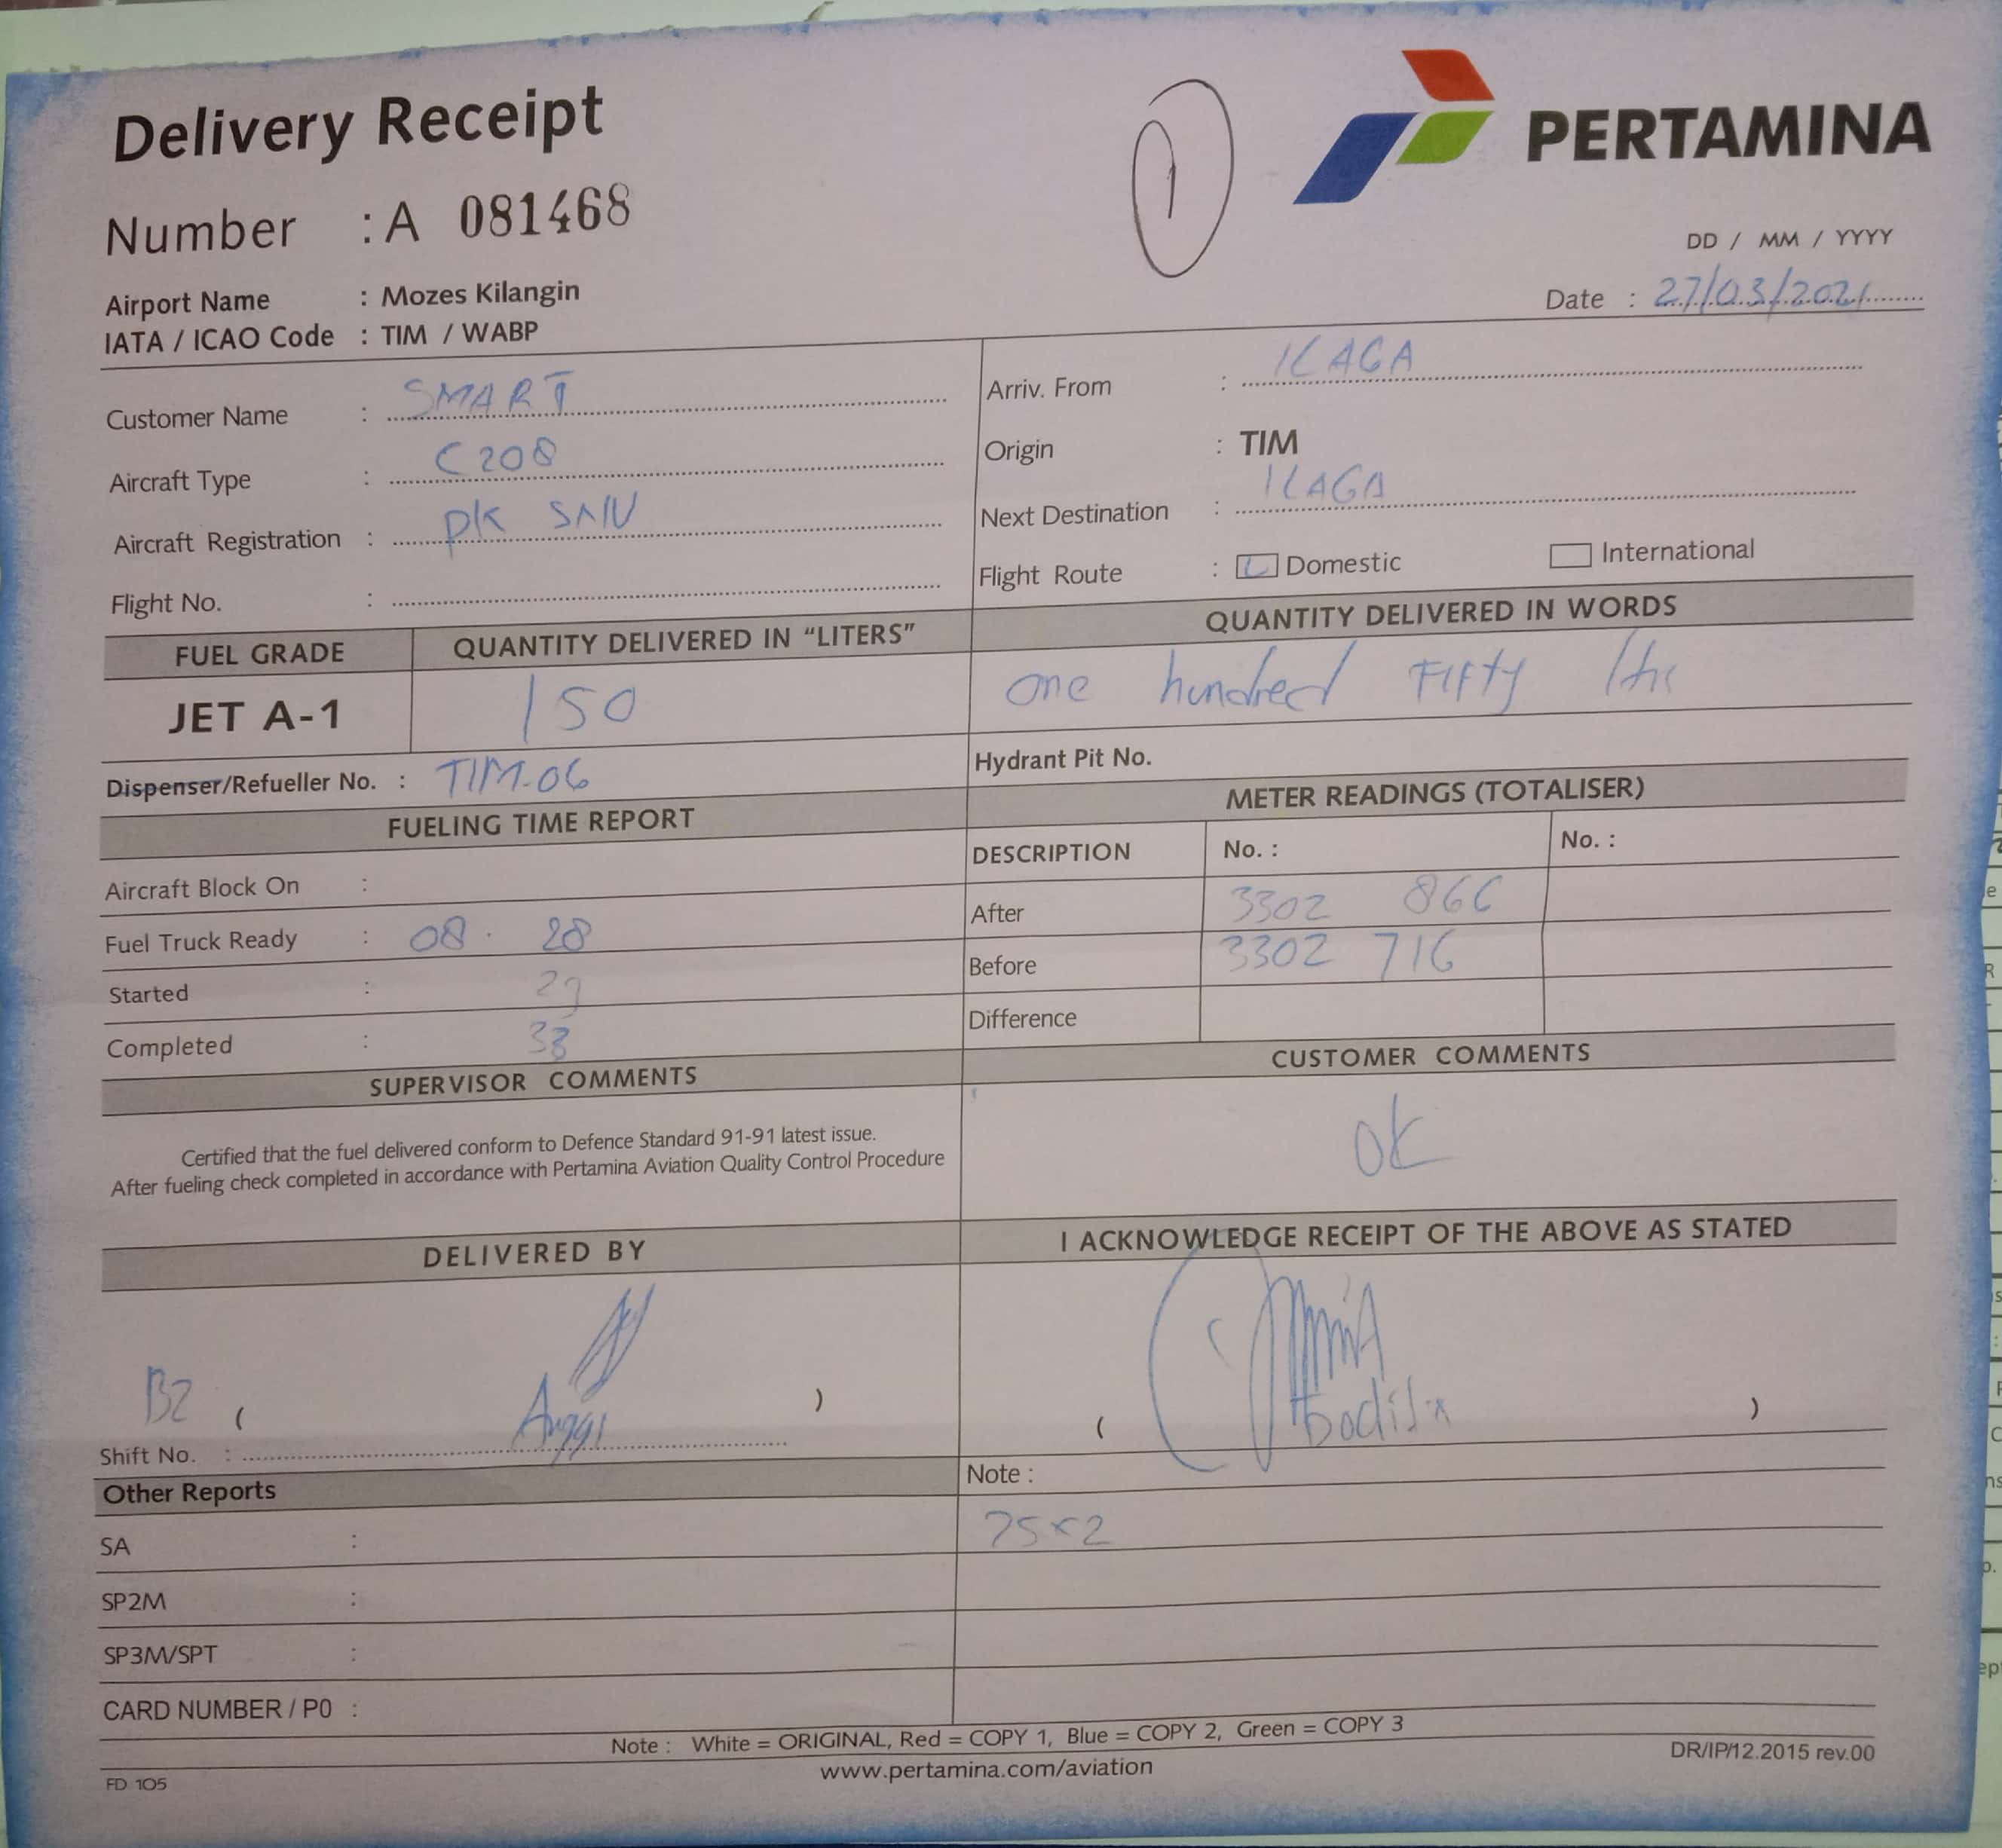 Delivery Receipt
1
PERTAMINA
Number : A 081468
DD / MM / YYYY
Airport Name : Mozes Kilangin
Date : 27/03/2021
IATA / ICAO Code : TIM / WABP
Customer Name : SMART
Arriv. From : ILAGA
Aircraft Type : C208
Origin : TIM
Aircraft Registration : PK SNV
Next Destination : ILAGA
Flight No. :
Flight Route : Domestic International
FUEL GRADE QUANTITY DELIVERED IN "LITERS" QUANTITY DELIVERED IN WORDS
JET A-1 150 one hundred FIFTY
Dispenser/Refueller No. : TIM-06
Hydrant Pit No.
FUELING TIME REPORT
METER READINGS (TOTALISER)
DESCRIPTION No. : No. :
Aircraft Block On :
After 3302 866
Fuel Truck Ready : 08 . 28
Before 3302 716
Started : 29
Difference
Completed : 33
SUPERVISOR COMMENTS
CUSTOMER COMMENTS
Certified that the fuel delivered conform to Defence Standard 91-91 latest issue.
After fueling check completed in accordance with Pertamina Aviation Quality Control Procedure
OK
DELIVERED BY
I ACKNOWLEDGE RECEIPT OF THE ABOVE AS STATED
B2 ( Anggi )
( )
Shift No. :
Other Reports
Note :
SA :
75x2
SP2M :
SP3M/SPT :
CARD NUMBER / P0 :
Note : White = ORIGINAL, Red = COPY 1, Blue = COPY 2, Green = COPY 3
www.pertamina.com/aviation
DR/IP/12.2015 rev.00
FD 105